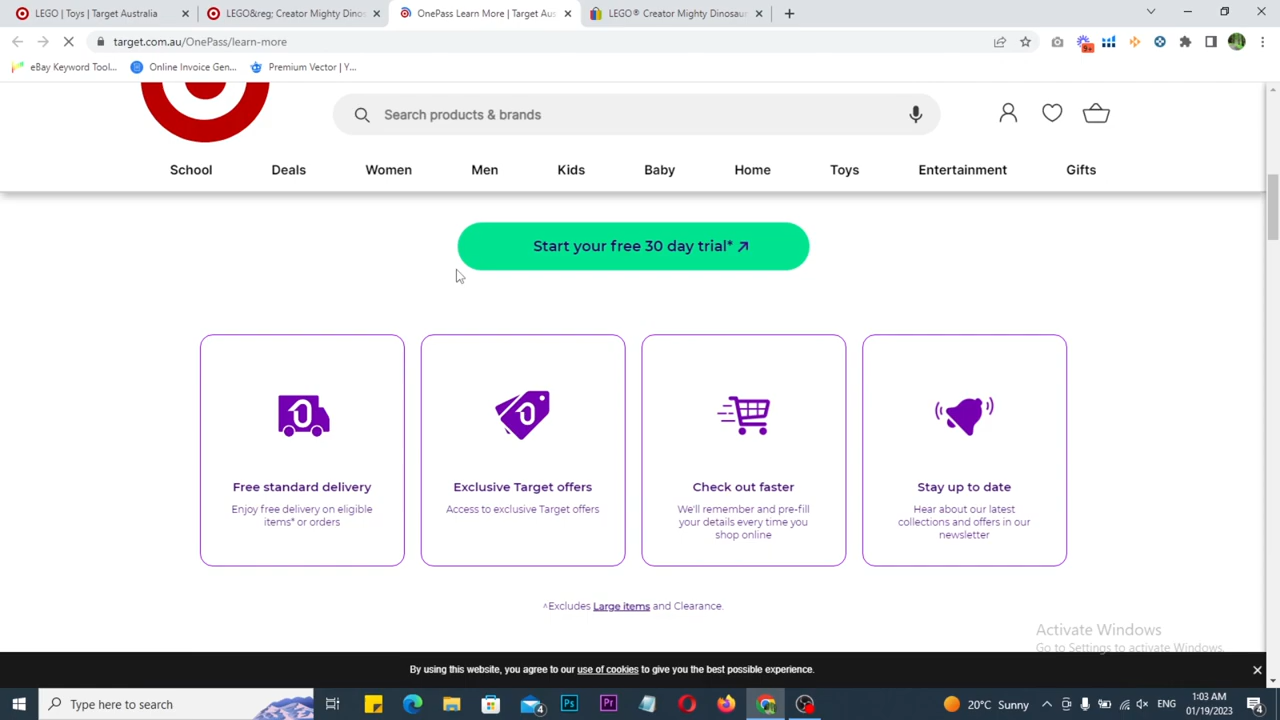 LEGO | Toys | Target Australia
LEGO&reg; Creator Mighty Dinos
OnePass Learn More | Target Aus
LEGO® Creator Mighty Dinosau
target.com.au/OnePass/learn-more
9+
eBay Keyword Tool...
Online Invoice Gen...
Premium Vector | Y...
Search products & brands
School
Deals
Women
Men
Kids
Baby
Home
Toys
Entertainment
Gifts
Start your free 30 day trial*
Free standard delivery
Enjoy free delivery on eligible
items^ or orders
Exclusive Target offers
Access to exclusive Target offers
Check out faster
We'll remember and pre-fill
your details every time you
shop online
Stay up to date
Hear about our latest
collections and offers in our
newsletter
^Excludes Large items and Clearance.
Activate Windows
Go to Settings to activate Windows.
By using this website, you agree to our use of cookies to give you the best possible experience.
Type here to search
4
Ps
Pr
20°C Sunny
ENG
1:03 AM
01/19/2023
4